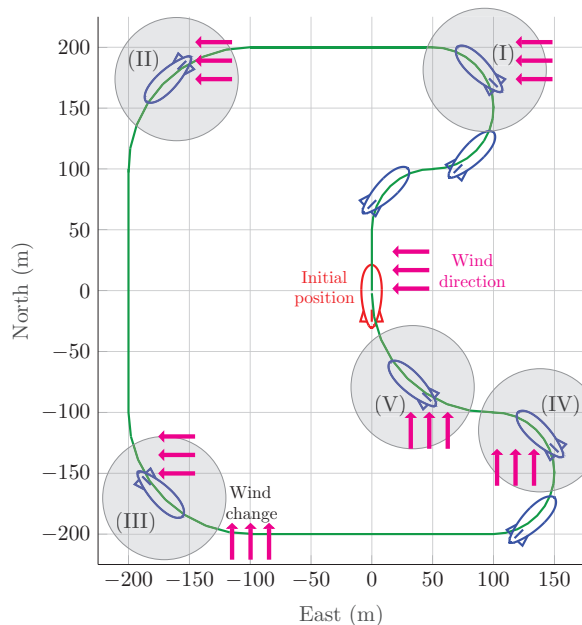 (II)
(I)
200
150
100
50
0
−50
−100
−150
−200
North (m)
Initial
position
Wind
direction
(V)
(IV)
(III)
Wind
change
−200
−150
−100
−50
0
50
100
150
East (m)